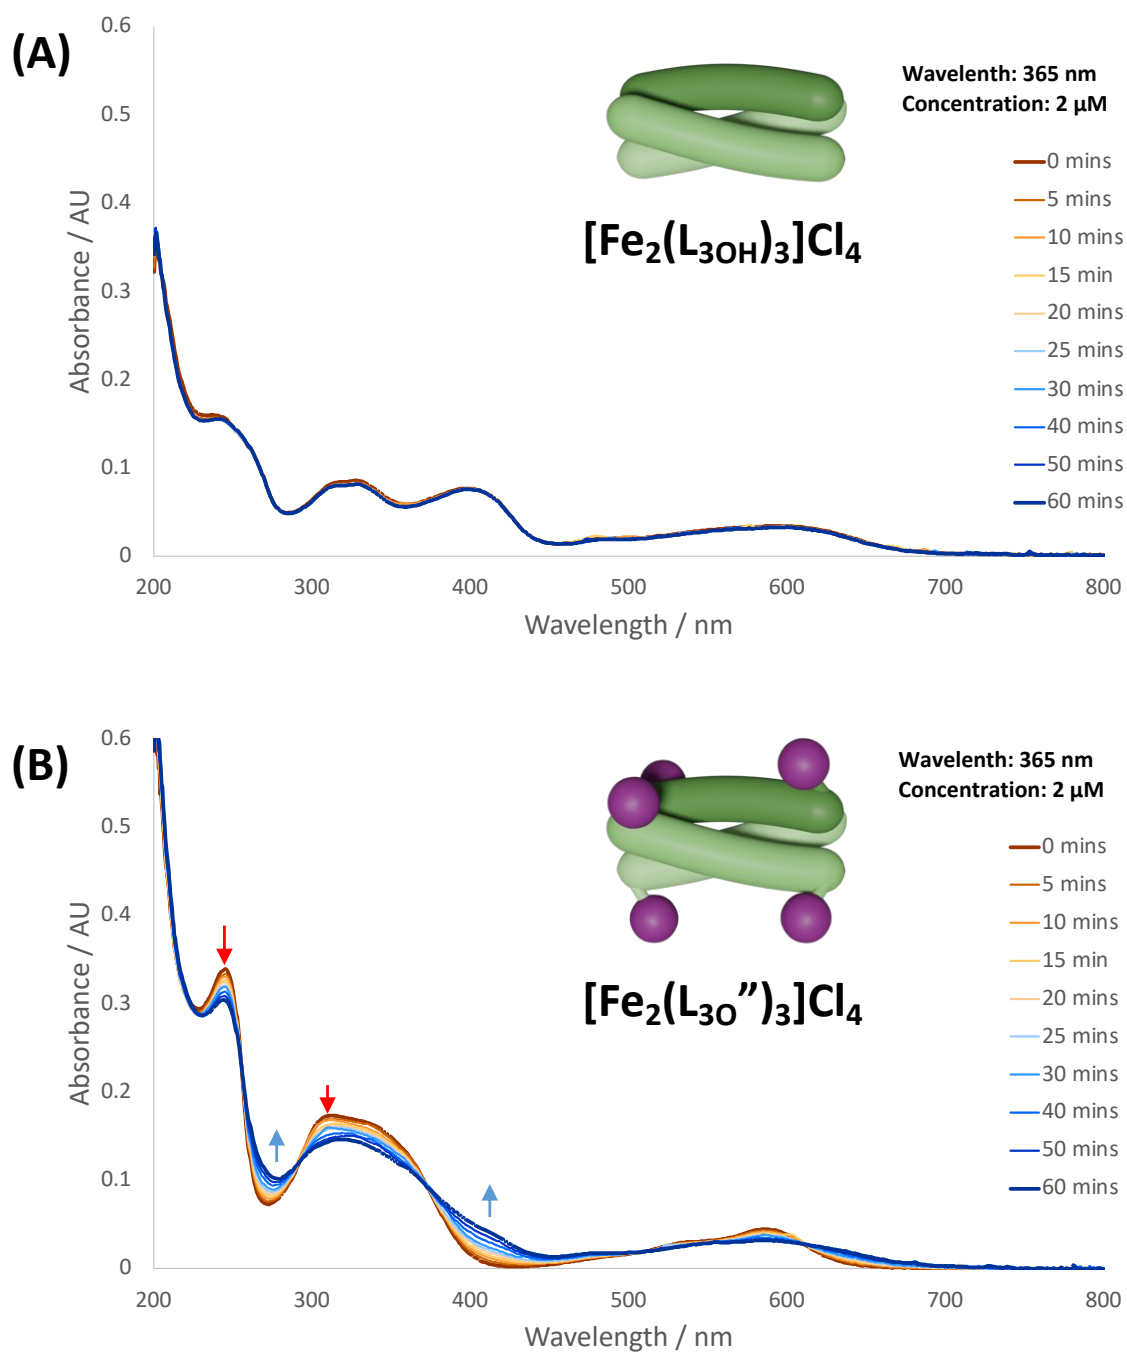 (A)
Wavelenth: 365 nm
Concentration: 2 µM
[Fe₂(L₃OH)₃]Cl₄
0 mins
5 mins
10 mins
15 min
20 mins
25 mins
30 mins
40 mins
50 mins
60 mins
Absorbance / AU
0.6
0.5
0.4
0.3
0.2
0.1
0
200 300 400 500 600 700 800
Wavelength / nm
(B)
Wavelenth: 365 nm
Concentration: 2 µM
[Fe₂(L₃O”)₃]Cl₄
0 mins
5 mins
10 mins
15 min
20 mins
25 mins
30 mins
40 mins
50 mins
60 mins
Absorbance / AU
0.6
0.5
0.4
0.3
0.2
0.1
0
200 300 400 500 600 700 800
Wavelength / nm